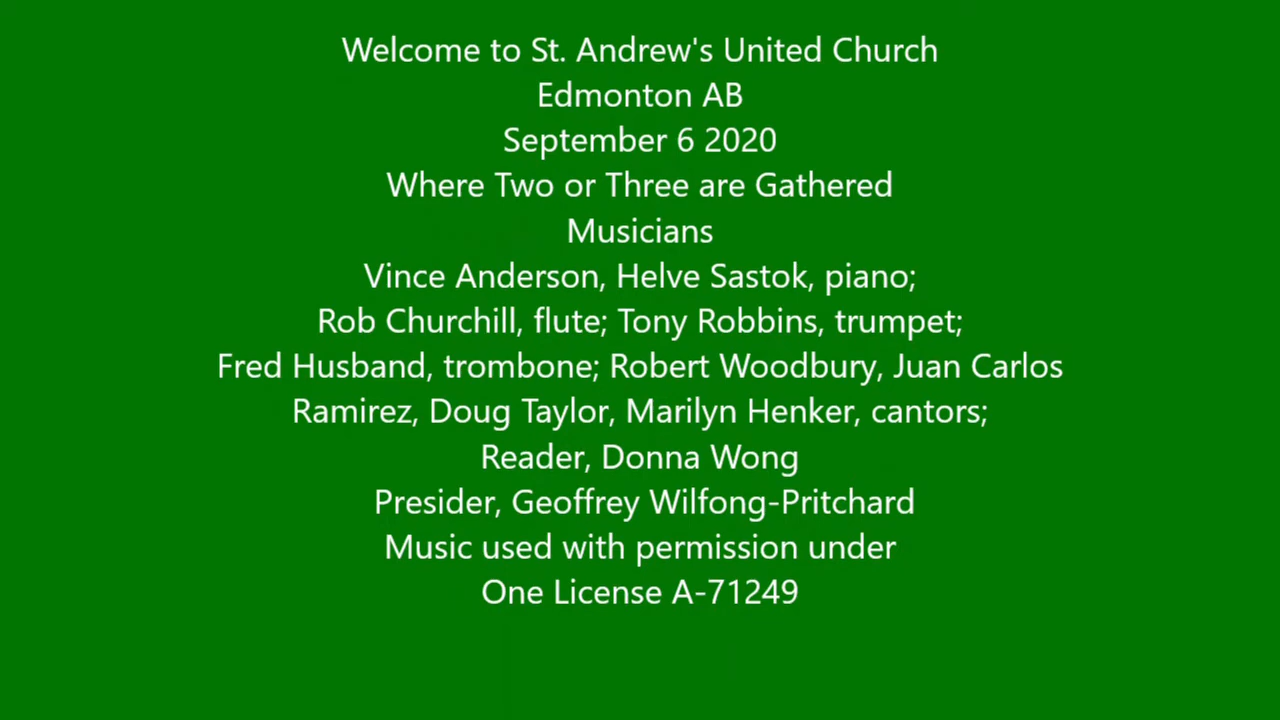 Welcome to St. Andrew's United Church
Edmonton AB
September 6 2020
Where Two or Three are Gathered
Musicians
Vince Anderson, Helve Sastok, piano;
Rob Churchill, flute; Tony Robbins, trumpet;
Fred Husband, trombone; Robert Woodbury, Juan Carlos
Ramirez, Doug Taylor, Marilyn Henker, cantors;
Reader, Donna Wong
Presider, Geoffrey Wilfong-Pritchard
Music used with permission under
One License A-71249